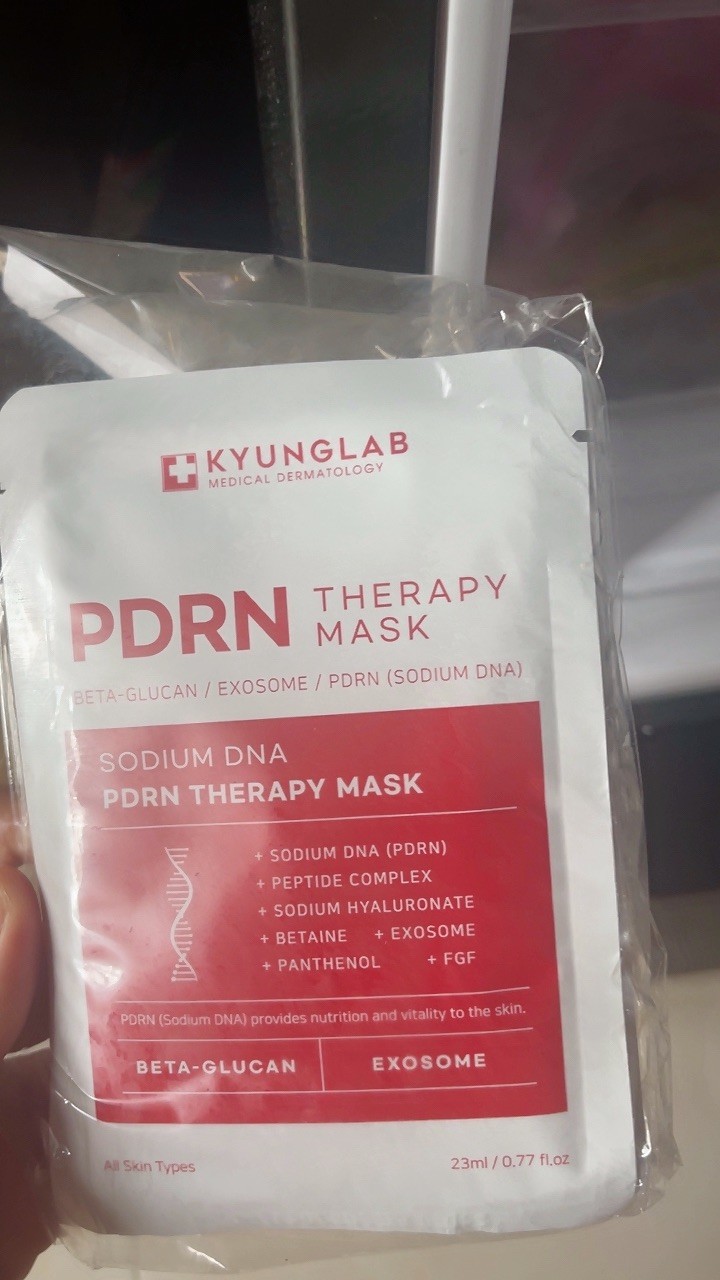 KYUNGLAB
MEDICAL DERMATOLOGY
PDRN THERAPY MASK
BETA-GLUCAN / EXOSOME / PDRN (SODIUM DNA)
SODIUM DNA
PDRN THERAPY MASK
+ SODIUM DNA (PDRN)
+ PEPTIDE COMPLEX
+ SODIUM HYALURONATE
+ BETAINE + EXOSOME
+ PANTHENOL + FGF
PDRN (Sodium DNA) provides nutrition and vitality to the skin.
BETA-GLUCAN EXOSOME
All Skin Types 23ml / 0.77 fl.oz